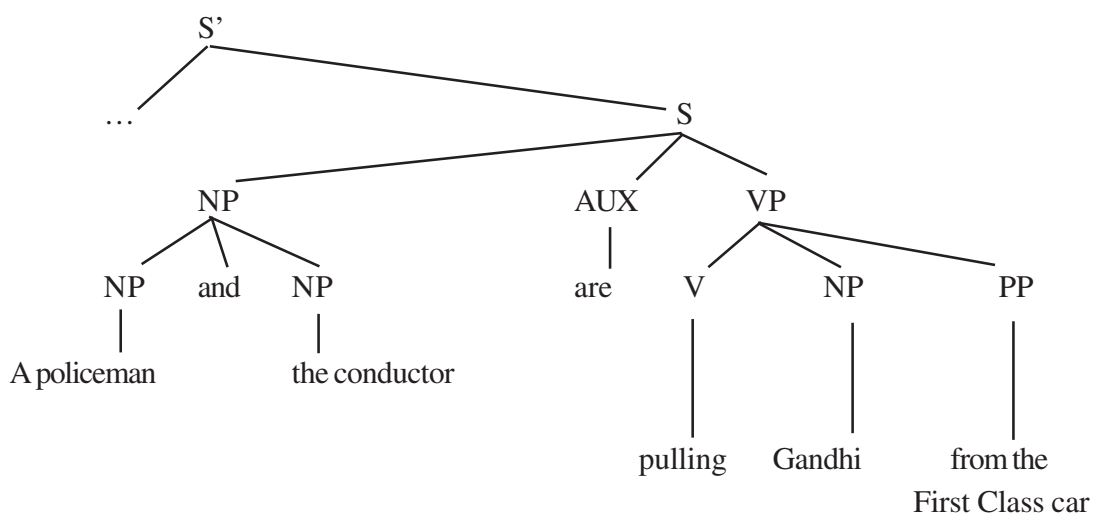 S’
…
S
NP AUX VP
NP and NP are V NP PP
A policeman the conductor
pulling Gandhi from the
First Class car